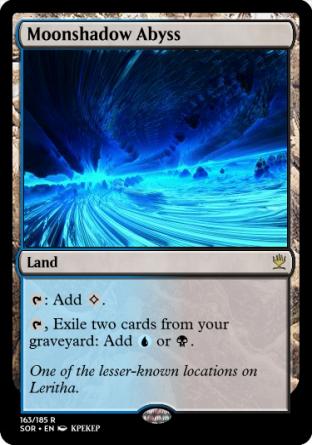 Moonshadow Abyss
Land
: Add .
, Exile two cards from your
graveyard: Add or .
One of the lesser-known locations on
Leritha.
163/185 R
SOR • EN KPEKEP